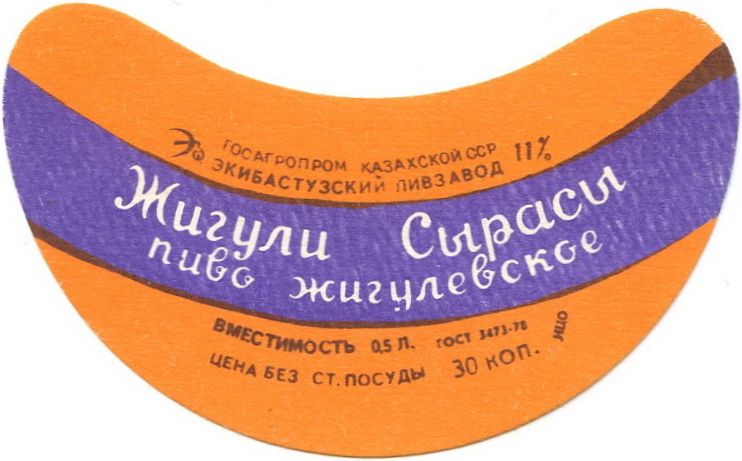 ГОСАГРОПРОМ КАЗАХСКОЙ ССР 11%
ЭКИБАСТУЗСКИЙ ПИВЗАВОД
Жигули Сырасы
пиво жигулевское
ВМЕСТИМОСТЬ 0,5 Л. ГОСТ 3473-78
ЦЕНА БЕЗ СТ. ПОСУДЫ 30 КОП.